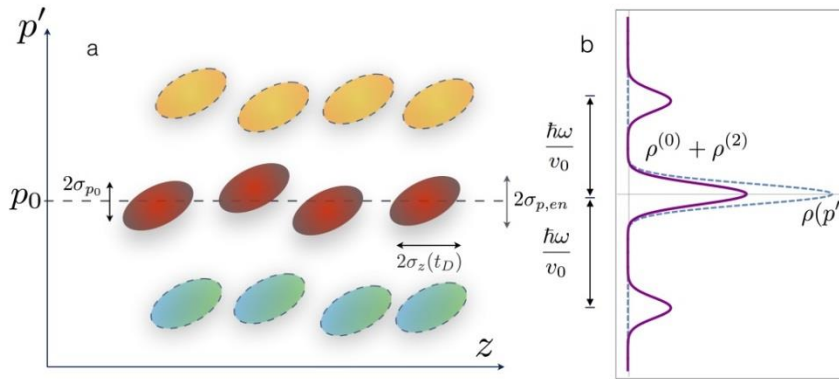 p′
a
2σ_{p_0}
p_0
2σ_{p,en}
2σ_z(t_D)
z
b
ħω
v_0
ρ^{(0)} + ρ^{(2)}
ρ(p′
ħω
v_0